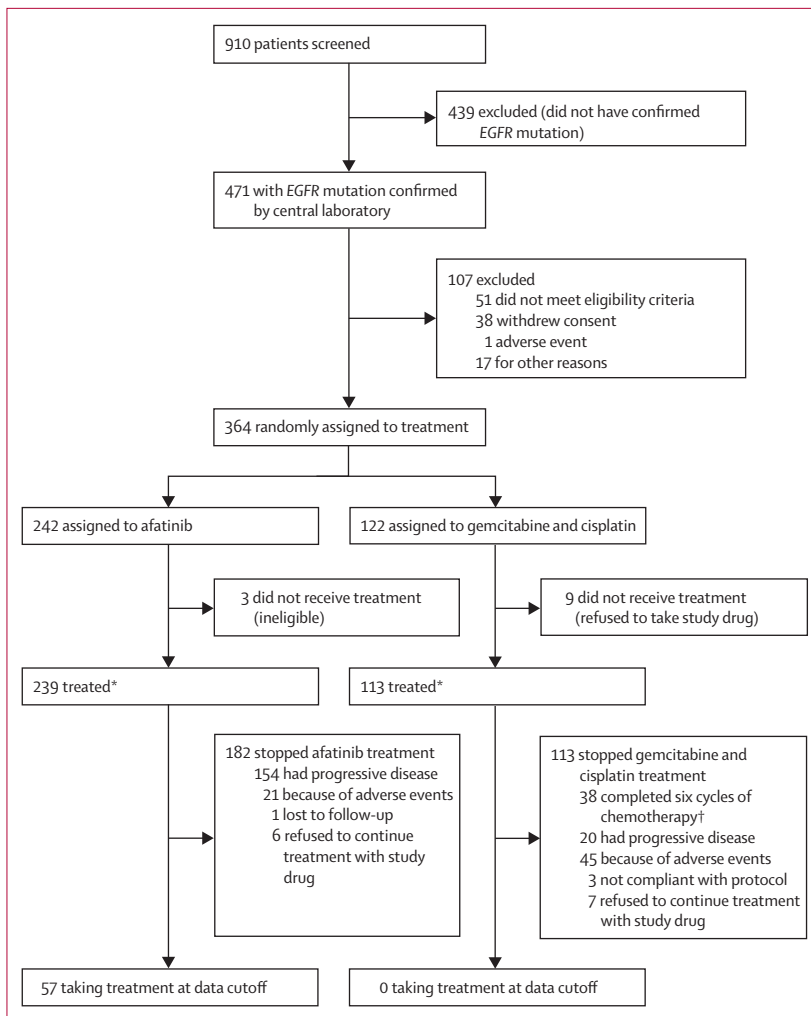 910 patients screened
439 excluded (did not have confirmed
EGFR mutation)
471 with EGFR mutation confirmed
by central laboratory
107 excluded
51 did not meet eligibility criteria
38 withdrew consent
1 adverse event
17 for other reasons
364 randomly assigned to treatment
242 assigned to afatinib
122 assigned to gemcitabine and cisplatin
3 did not receive treatment
(ineligible)
9 did not receive treatment
(refused to take study drug)
239 treated*
113 treated*
182 stopped afatinib treatment
154 had progressive disease
21 because of adverse events
1 lost to follow-up
6 refused to continue
treatment with study
drug
113 stopped gemcitabine and
cisplatin treatment
38 completed six cycles of
chemotherapy†
20 had progressive disease
45 because of adverse events
3 not compliant with protocol
7 refused to continue treatment
with study drug
57 taking treatment at data cutoff
0 taking treatment at data cutoff